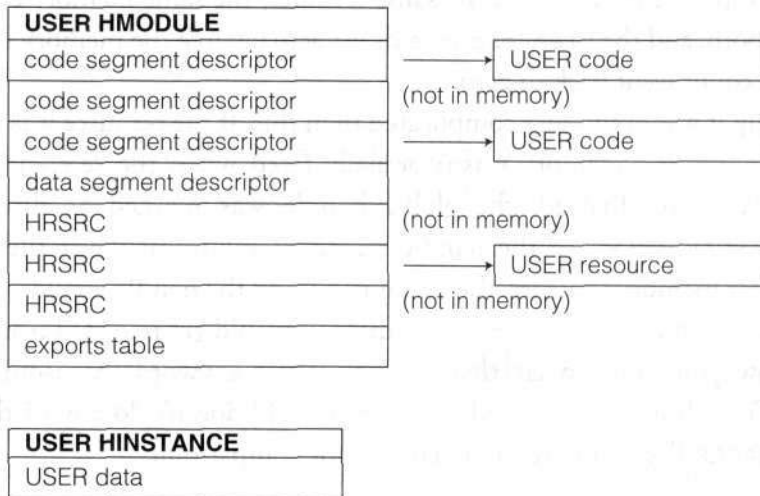 USER HMODULE
code segment descriptor
USER code
code segment descriptor
(not in memory)
code segment descriptor
USER code
data segment descriptor
HRSRC
(not in memory)
HRSRC
USER resource
HRSRC
(not in memory)
exports table
USER HINSTANCE
USER data